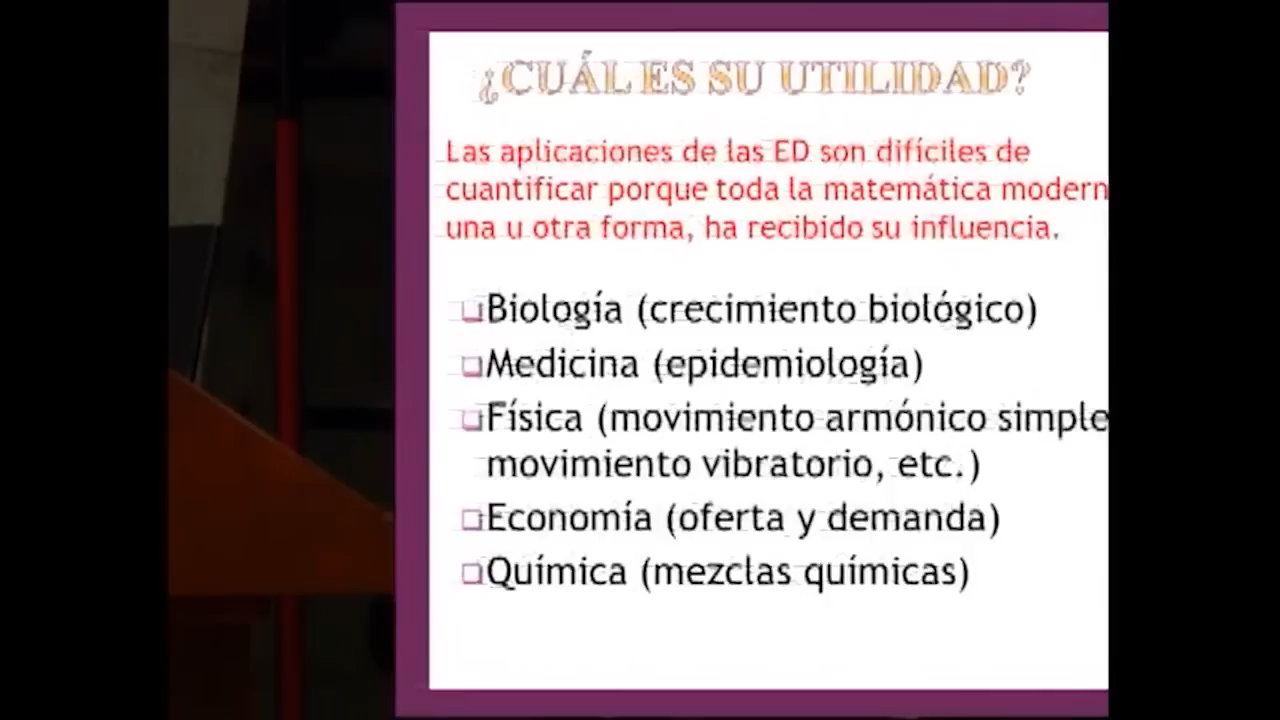 ¿CUÁL ES SU UTILIDAD?
Las aplicaciones de las ED son difíciles de
cuantificar porque toda la matemática modern
una u otra forma, ha recibido su influencia.
❑Biología (crecimiento biológico)
❑Medicina (epidemiología)
❑Física (movimiento armónico simple
movimiento vibratorio, etc.)
❑Economía (oferta y demanda)
❑Química (mezclas químicas)